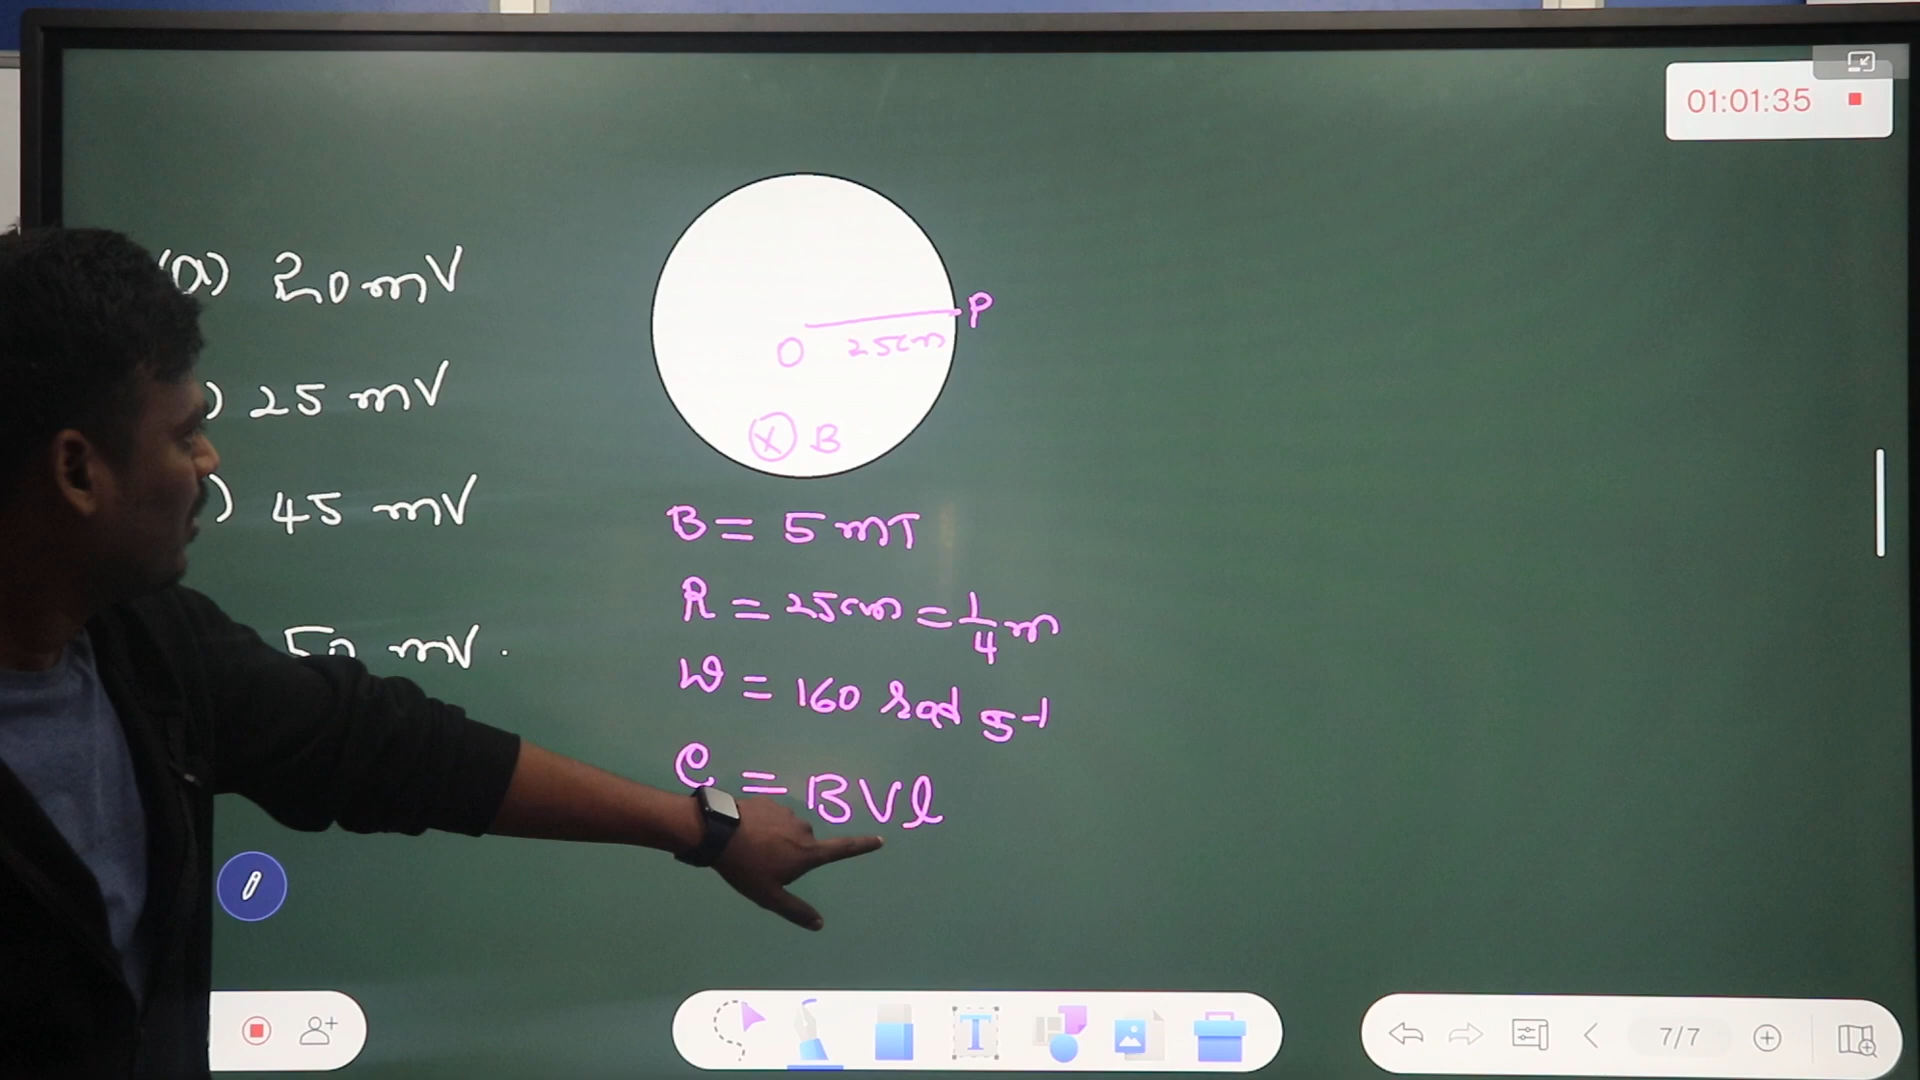 01:01:35
(a) 20 mV
) 25 mV
) 45 mV
50 mV.
P
O 25cm
B
B = 5 mT
R = 25cm = 1/4 m
W = 160 rad S-1
e = BVl
T
7/7